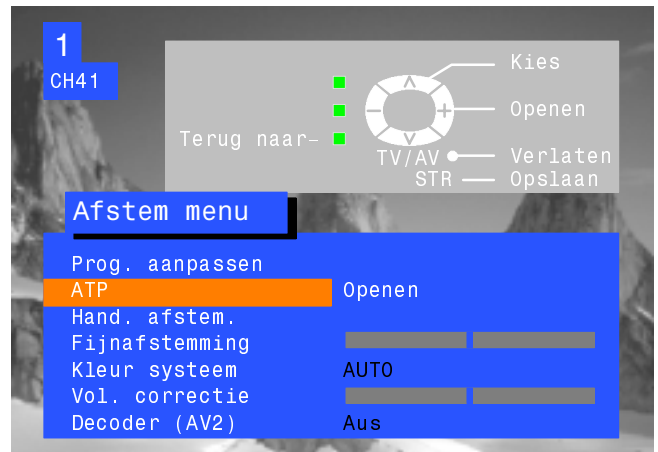 1
CH41
Kies
Openen
Terug naar
TV/AV Verlaten
STR Opslaan
Afstem menu
Prog. aanpassen
ATP Openen
Hand. afstem.
Fijnafstemming
Kleur systeem AUTO
Vol. correctie
Decoder (AV2) Aus